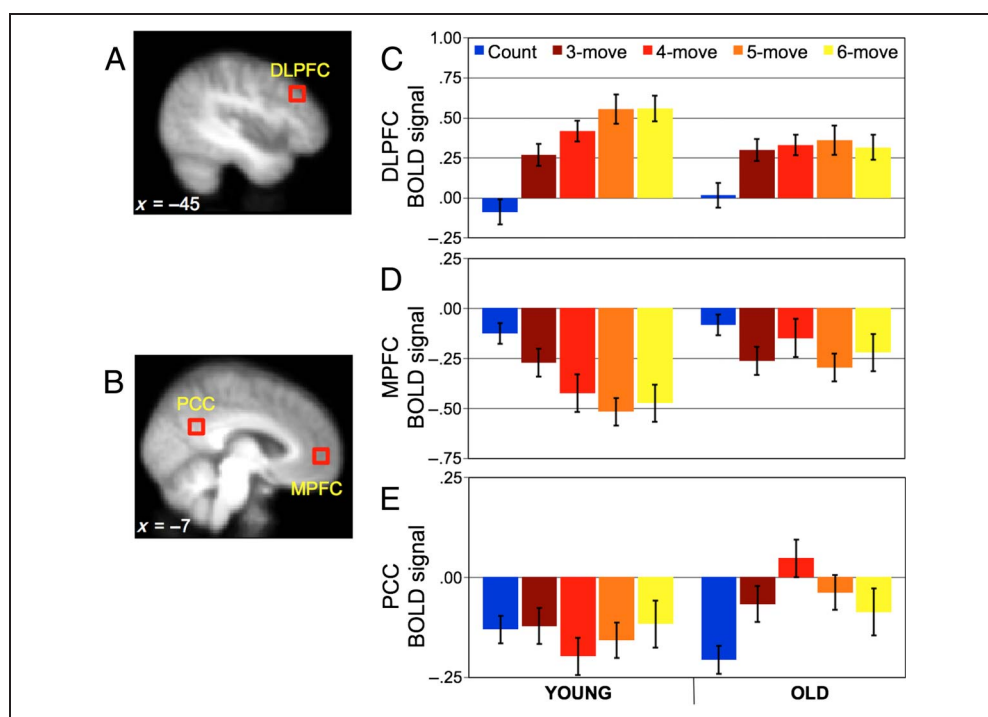 A
DLPFC
x = –45
B
PCC
MPFC
x = –7
C
Count 3-move 4-move 5-move 6-move
DLPFC
BOLD signal
1.00
.75
.50
.25
.00
–.25
D
MPFC
BOLD signal
.25
.00
–.25
–.50
–.75
E
PCC
BOLD signal
.25
.00
–.25
YOUNG OLD